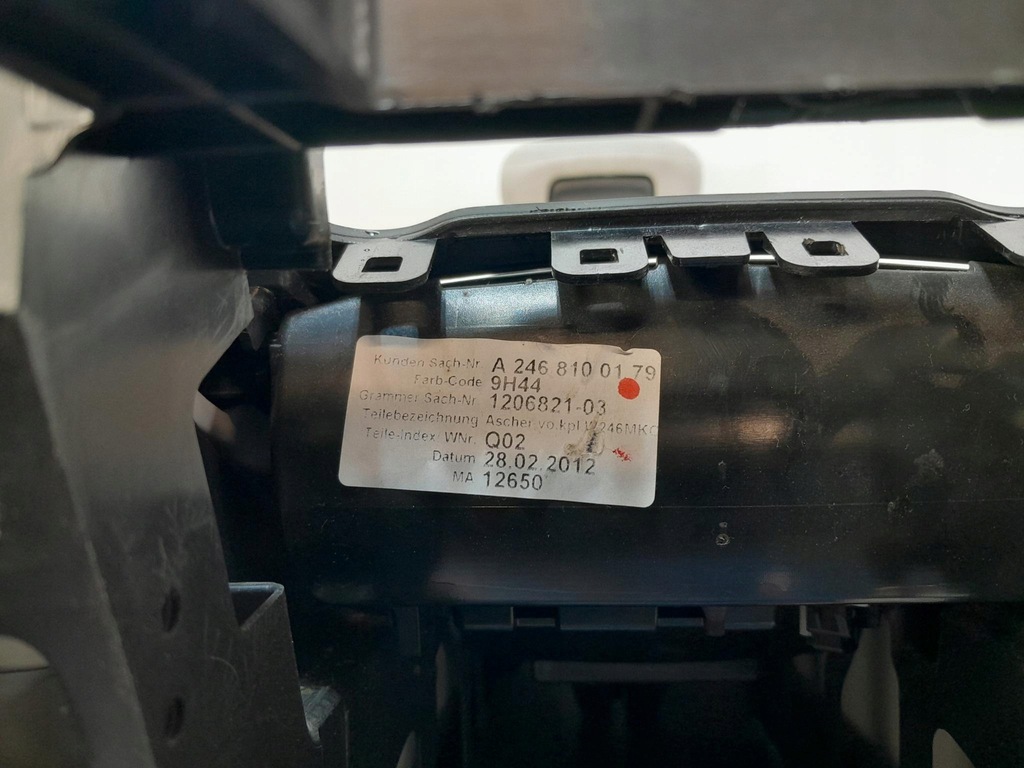 Kunden Sach-Nr. A 246 810 01 79
Farb-Code 9H44
Grammer Sach-Nr. 1206821-03
Teilebezeichnung Ascher.vo.kpl.W246MKO
Teile-Index/WNr. Q02
Datum 28.02.2012
MA 12650